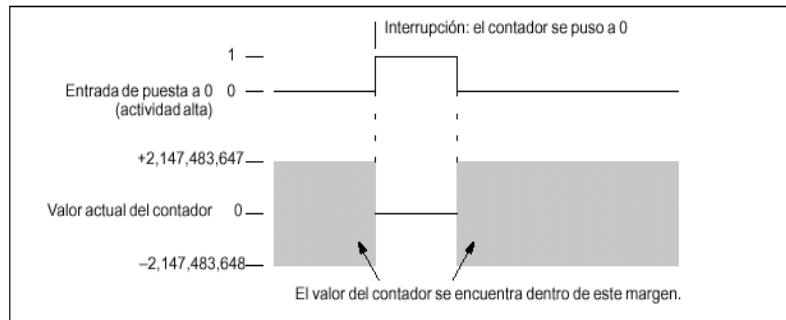 Interrupción: el contador se puso a 0
1
Entrada de puesta a 0 0
(actividad alta)
+2,147,483,647
Valor actual del contador 0
–2,147,483,648
El valor del contador se encuentra dentro de este margen.